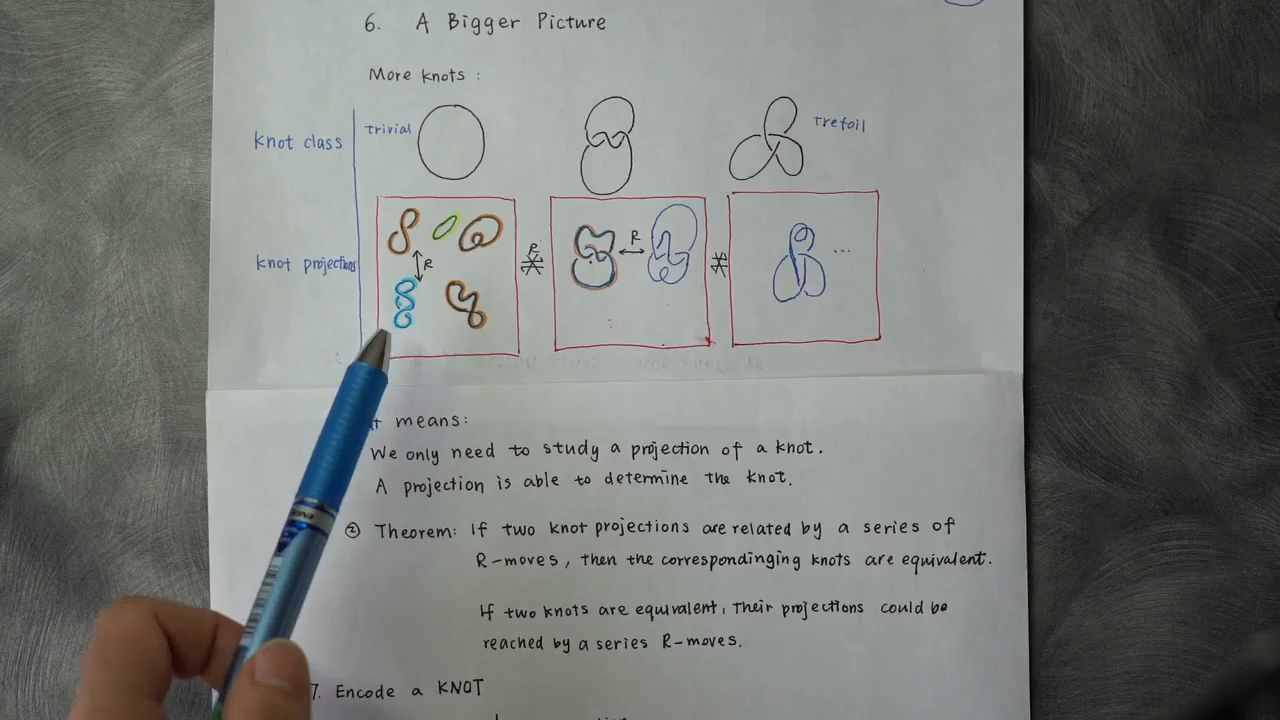 6. A Bigger Picture
More knots :
Knot class
trivial
trefoil
Knot projections
R
R
R
...
It means:
We only need to study a projection of a knot.
A projection is able to determine the knot.
② Theorem: If two knot projections are related by a series of
R-moves, then the correspondinging knots are equivalent.
If two knots are equivalent, Their projections could be
reached by a series R-moves.
7. Encode a KNOT